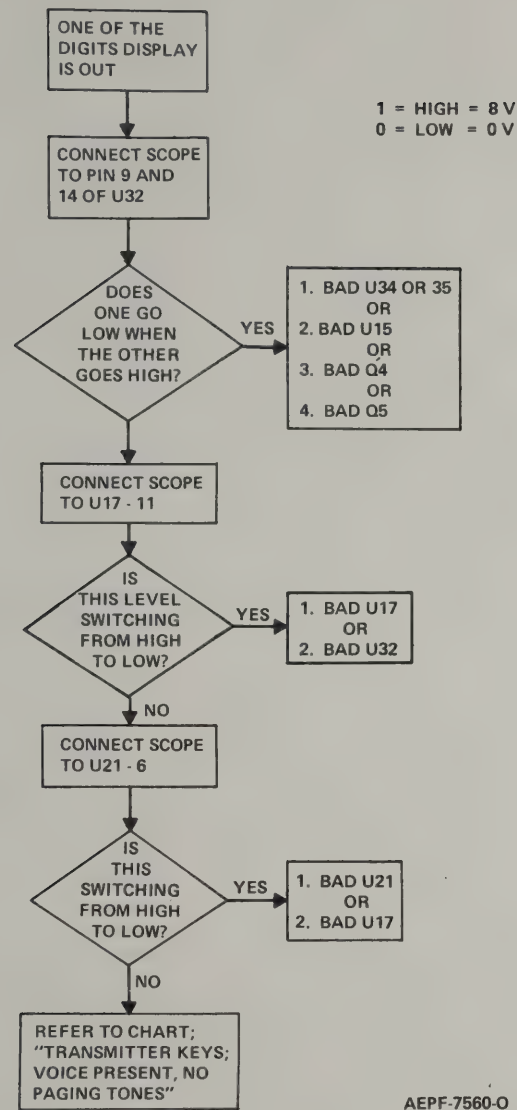 ONE OF THE
DIGITS DISPLAY
IS OUT
1 = HIGH = 8 V
0 = LOW = 0 V
CONNECT SCOPE
TO PIN 9 AND
14 OF U32
DOES
ONE GO
LOW WHEN
THE OTHER
GOES HIGH?
YES
1. BAD U34 OR 35
OR
2. BAD U15
OR
3. BAD Q4
OR
4. BAD Q5
CONNECT SCOPE
TO U17 - 11
IS
THIS LEVEL
SWITCHING
FROM HIGH
TO LOW?
YES
1. BAD U17
OR
2. BAD U32
NO
CONNECT SCOPE
TO U21 - 6
IS
THIS
SWITCHING
FROM HIGH
TO LOW?
YES
1. BAD U21
OR
2. BAD U17
NO
REFER TO CHART;
"TRANSMITTER KEYS;
VOICE PRESENT, NO
PAGING TONES"
AEPF-7560-O